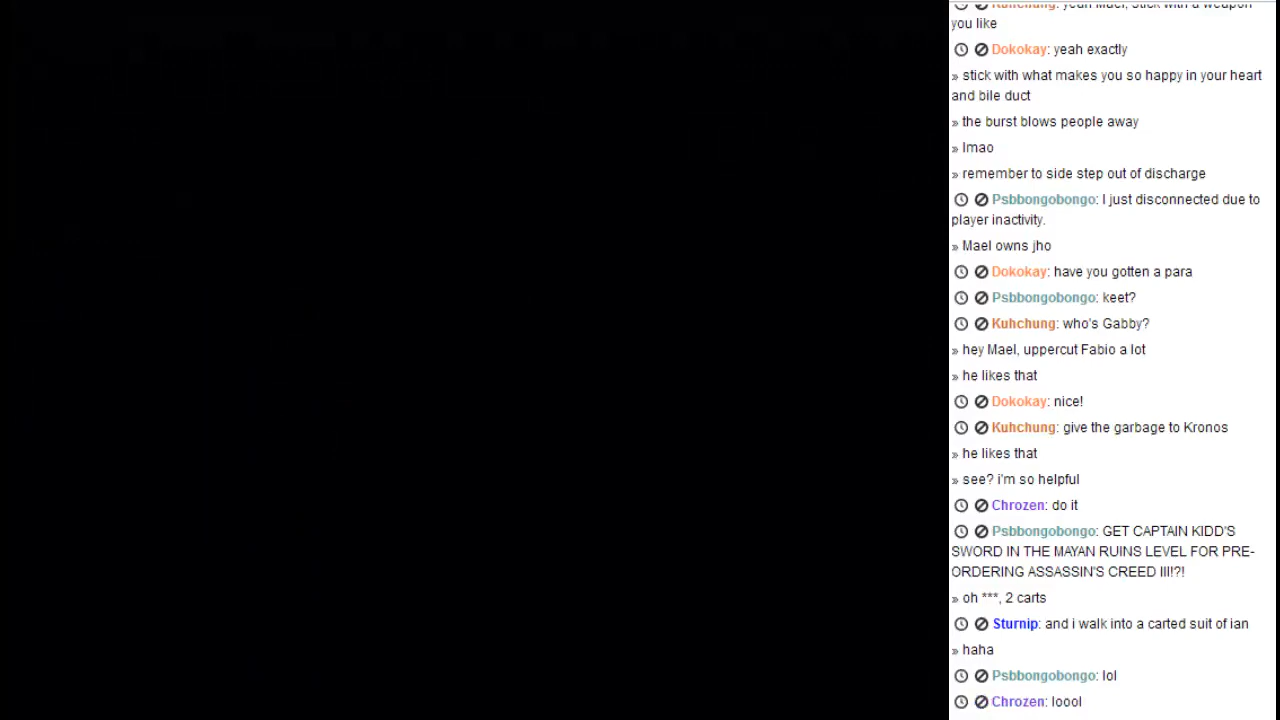 Kuhchung: yeah Mael, stick with a weapon
you like
Dokokay: yeah exactly
» stick with what makes you so happy in your heart
and bile duct
» the burst blows people away
» lmao
» remember to side step out of discharge
Psbbongobongo: I just disconnected due to
player inactivity.
» Mael owns jho
Dokokay: have you gotten a para
Psbbongobongo: keet?
Kuhchung: who's Gabby?
» hey Mael, uppercut Fabio a lot
» he likes that
Dokokay: nice!
Kuhchung: give the garbage to Kronos
» he likes that
» see? i'm so helpful
Chrozen: do it
Psbbongobongo: GET CAPTAIN KIDD'S
SWORD IN THE MAYAN RUINS LEVEL FOR PRE-
ORDERING ASSASSIN'S CREED III!?!
» oh ***, 2 carts
Sturnip: and i walk into a carted suit of ian
» haha
Psbbongobongo: lol
Chrozen: loool